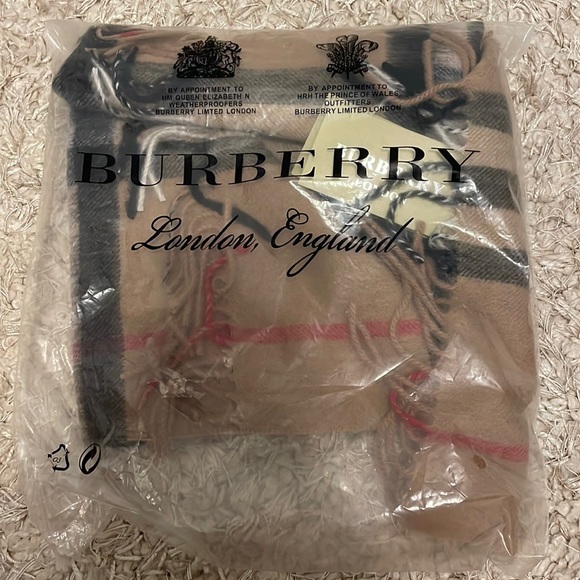 BY APPOINTMENT TO
HM QUEEN ELIZABETH N
WEATHERPROOFERS
BURBERRY LIMITED LONDON
BY APPOINTMENT TO
HRH THE PRINCE OF WALES
OUTFITTERS
BURBERRY LIMITED LONDON
BURBERRY
BURBERRY
London, England